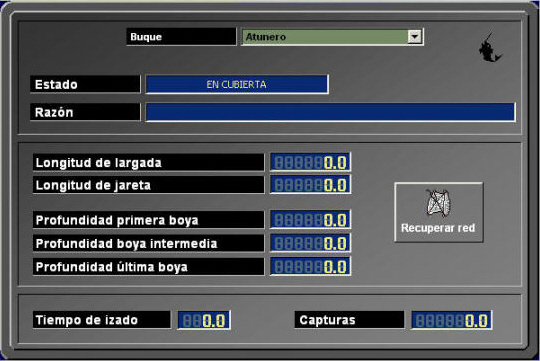 Buque Atunero
Estado EN CUBIERTA
Razón
Longitud de largada 0.0
Longitud de jareta 0.0
Profundidad primera boya 0.0
Profundidad boya intermedia 0.0
Profundidad última boya 0.0
Recuperar red
Tiempo de izado 0.0 Capturas 0.0